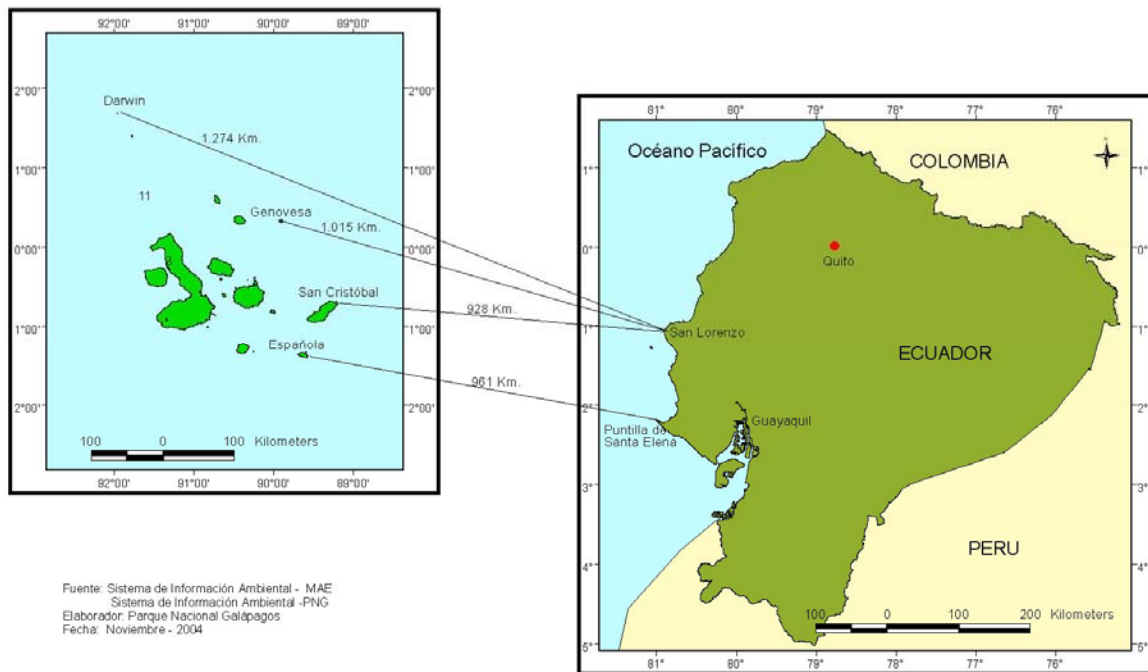 92°00' 91°00' 90°00' 89°00'
2°00'
Darwin
1.274 Km.
1°00'
11
Genovesa
1.015 Km.
0°00'
San Cristóbal
928 Km.
1°00'
Española
961 Km.
2°00'
100 0 100 Kilometers
92°00' 91°00' 90°00' 89°00'
2°00'
1°00'
0°00'
1°00'
2°00'
81° 80° 79° 78° 77° 76°
Océano Pacífico
COLOMBIA
1°
0°
Quito
1°
San Lorenzo
ECUADOR
2°
Puntilla de
Santa Elena
Guayaquil
3°
4°
PERU
100 0 100 200 Kilometers
5°
81° 80° 79° 78° 77° 76°
1°
0°
1°
2°
3°
4°
5°
Fuente: Sistema de Información Ambiental - MAE
Sistema de Información Ambiental -PNG
Elaborador: Parque Nacional Galápagos
Fecha: Noviembre - 2004